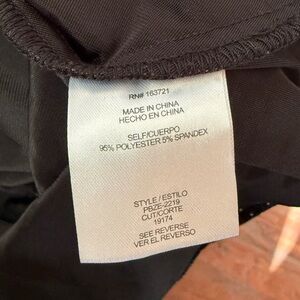 RN# 163721
MADE IN CHINA
HECHO EN CHINA
SELF/CUERPO
95% POLYESTER 5% SPANDEX
STYLE / ESTILO
PBZE-2219
CUT/CORTE
19174
SEE REVERSE
VER EL REVERSO